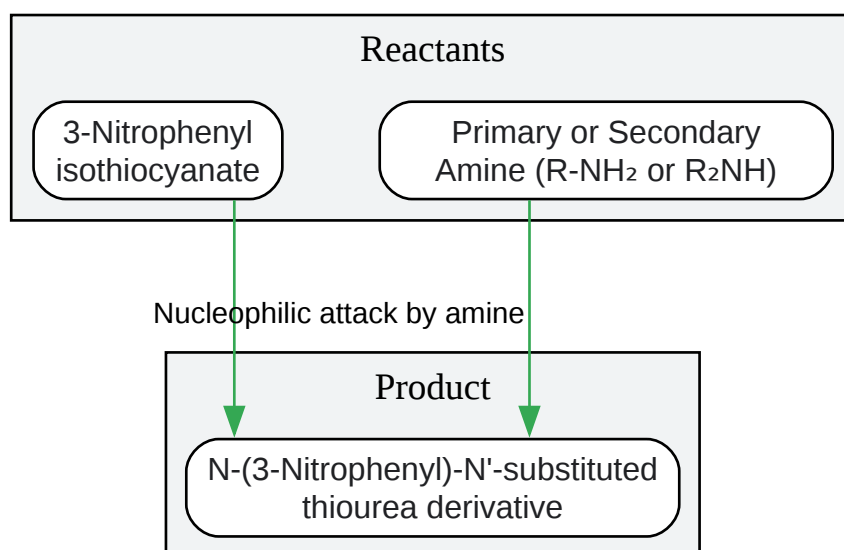 Reactants
3-Nitrophenyl
isothiocyanate
Primary or Secondary
Amine (R-NH₂ or R₂NH)
Nucleophilic attack by amine
Product
N-(3-Nitrophenyl)-N'-substituted
thiourea derivative